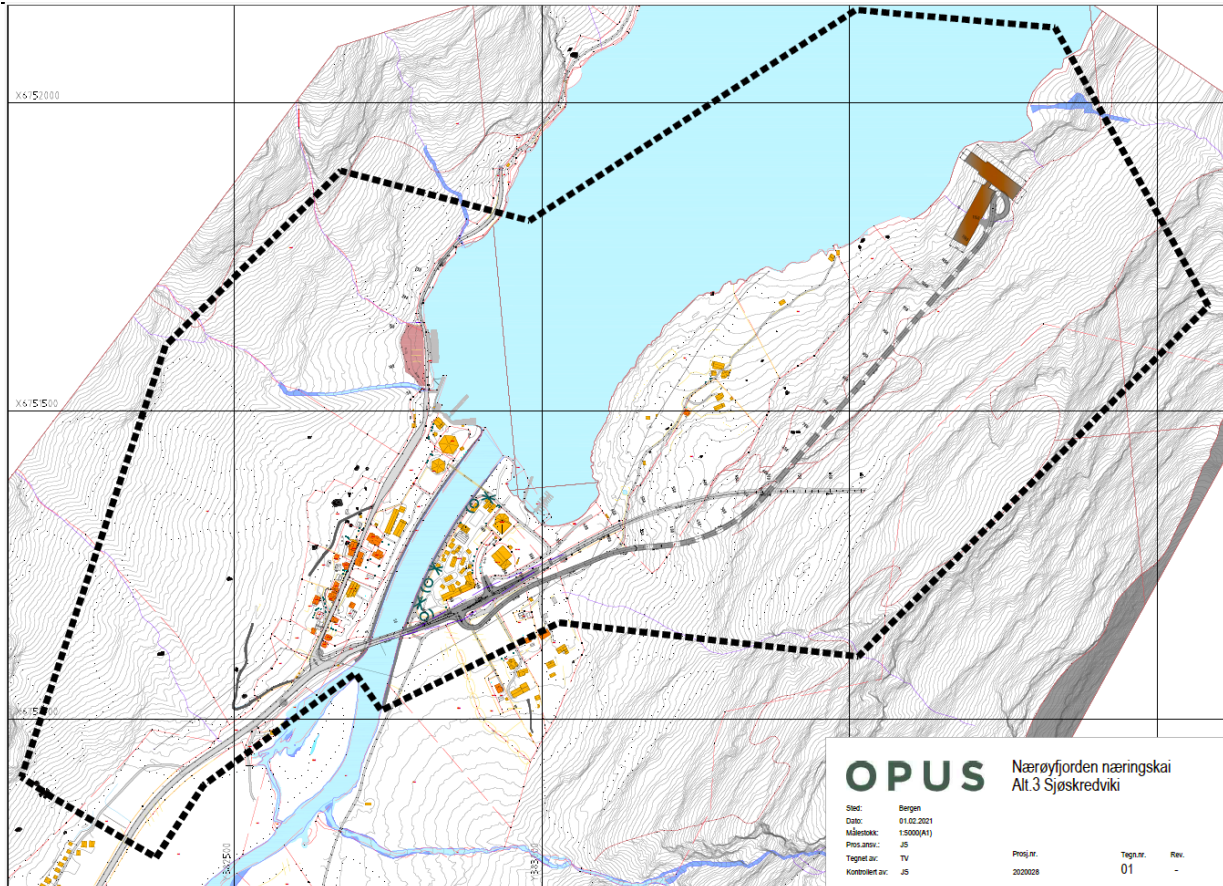 X6752000
X6751500
OPUS
Nærøyfjorden næringskai
Alt.3 Sjøskredviki
Sted: Bergen
Dato: 01.02.2021
Målestokk: 1:5000(A1)
Pros.ansv.: JS
Tegnet av: TV
Kontrollert av: JS
Prosj.nr. Tegn.nr. Rev.
2020028 01 -